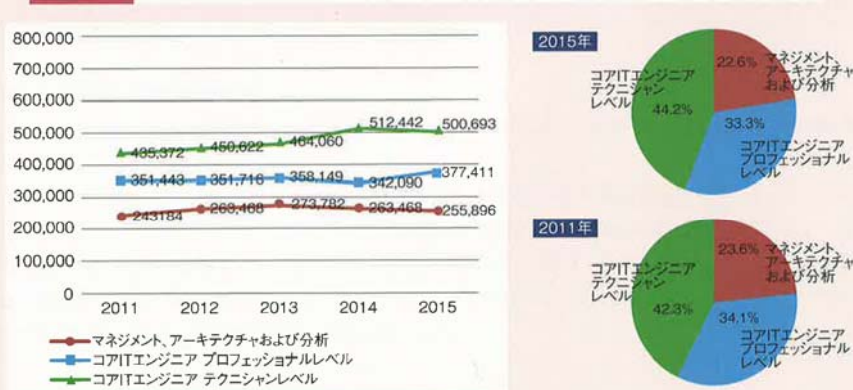 800,000
700,000
600,000
500,000
400,000
300,000
200,000
100,000
0
435,372
450,622
464,060
512,442
500,693
351,443
351,716
358,149
342,090
377,411
243184
263,468
273,782
263,468
255,896
2011
2012
2013
2014
2015
マネジメント、アーキテクチャおよび分析
コアITエンジニア プロフェッショナルレベル
コアITエンジニア テクニシャンレベル
2015年
コアITエンジニア
テクニシャン
レベル
44.2%
22.6%
マネジメント、
アーキテクチャ
および分析
33.3%
コアITエンジニア
プロフェッショナル
レベル
2011年
コアITエンジニア
テクニシャン
レベル
42.3%
23.6%
マネジメント、
アーキテクチャ
および分析
34.1%
コアITエンジニア
プロフェッショナル
レベル